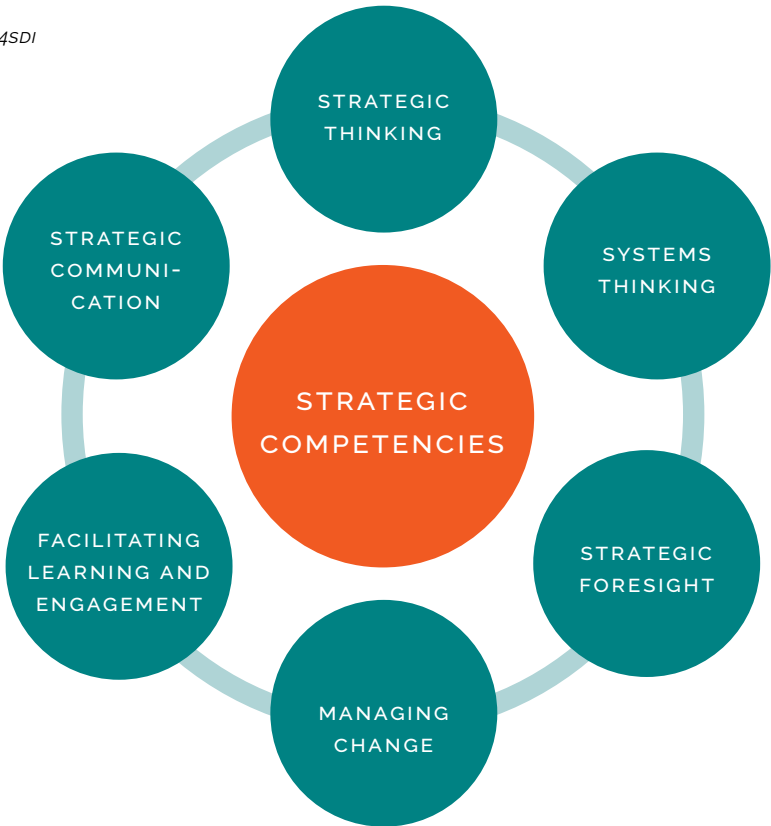 4SDI
STRATEGIC
THINKING
SYSTEMS
THINKING
STRATEGIC
FORESIGHT
MANAGING
CHANGE
FACILITATING
LEARNING AND
ENGAGEMENT
STRATEGIC
COMMUNI-
CATION
STRATEGIC
COMPETENCIES